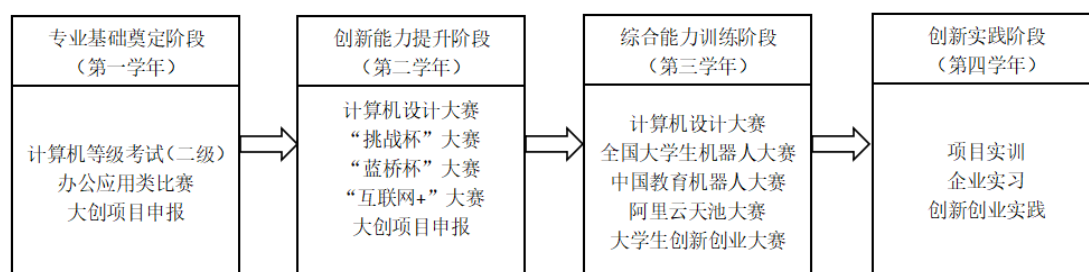 专业基础奠定阶段
（第一学年）
计算机等级考试（二级）
办公应用类比赛
大创项目申报
创新能力提升阶段
（第二学年）
计算机设计大赛
“挑战杯”大赛
“蓝桥杯”大赛
“互联网+”大赛
大创项目申报
综合能力训练阶段
（第三学年）
计算机设计大赛
全国大学生机器人大赛
中国教育机器人大赛
阿里云天池大赛
大学生创新创业大赛
创新实践阶段
（第四学年）
项目实训
企业实习
创新创业实践